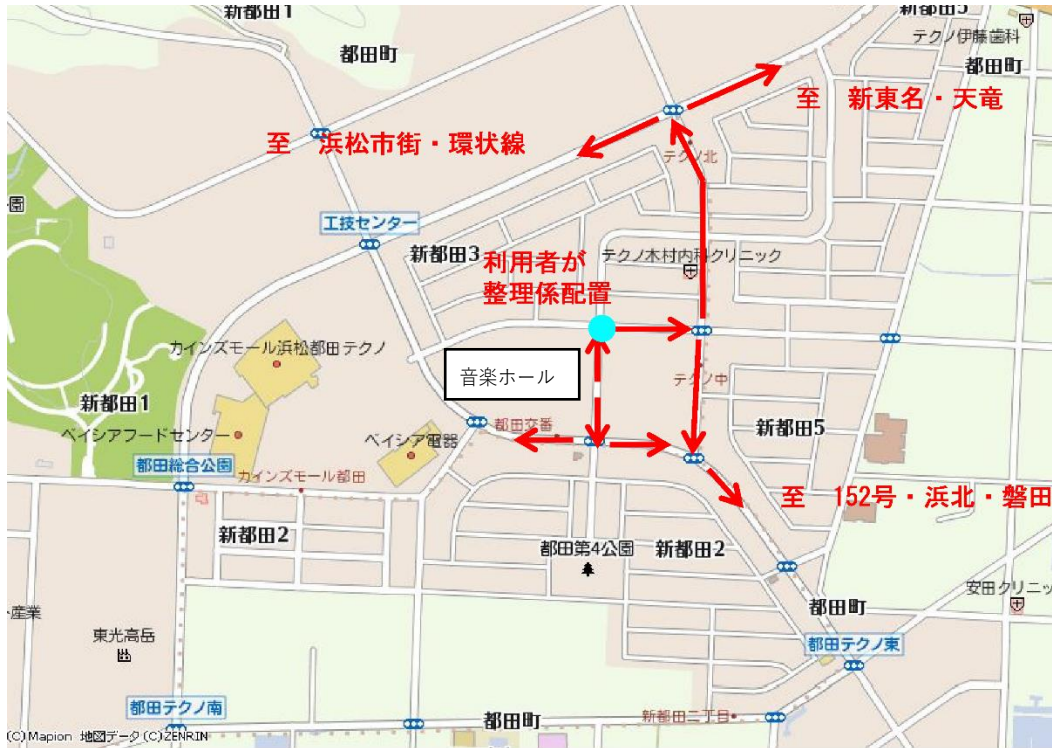 新都田1
新都田5
テクノ伊藤歯科
都田町
都田町
至 新東名・天竜
至 浜松市街・環状線
テクノ北
園
工技センター
新都田3
利用者が
整理係配置
テクノ木村内科クリニック
カインズモール浜松都田テクノ
音楽ホール
テクノ中
新都田1
ベイシアフードセンター
ベイシア電器
都田交番
新都田5
都田総合公園
カインズモール都田
至 152号・浜北・磐田
新都田2
都田第4公園
新都田2
安田クリニッ
都田町
産業
東光高岳
都田テクノ東
都田テクノ南
都田町
新都田二丁目
(C)Mapion 地図データ(C)ZENRIN